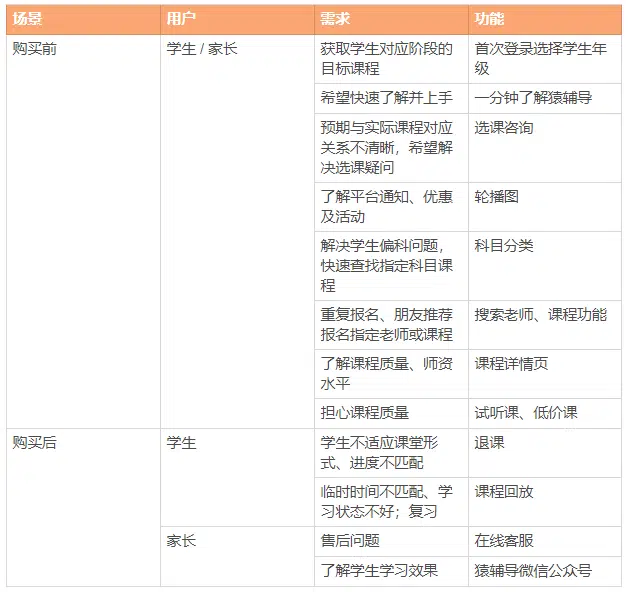 场景
用户
需求
功能
购买前
学生 / 家长
获取学生对应阶段的
目标课程
首次登录选择学生年
级
希望快速了解并上手
一分钟了解猿辅导
预期与实际课程对应
关系不清晰，希望解
决选课疑问
选课咨询
了解平台通知、优惠
及活动
轮播图
解决学生偏科问题，
快速查找指定科目课
程
科目分类
重复报名、朋友推荐
报名指定老师或课程
搜索老师、课程功能
了解课程质量、师资
水平
课程详情页
担心课程质量
试听课、低价课
购买后
学生
学生不适应课堂形
式、进度不匹配
退课
临时时间不匹配、学
习状态不好；复习
课程回放
家长
售后问题
在线客服
了解学生学习效果
猿辅导微信公众号